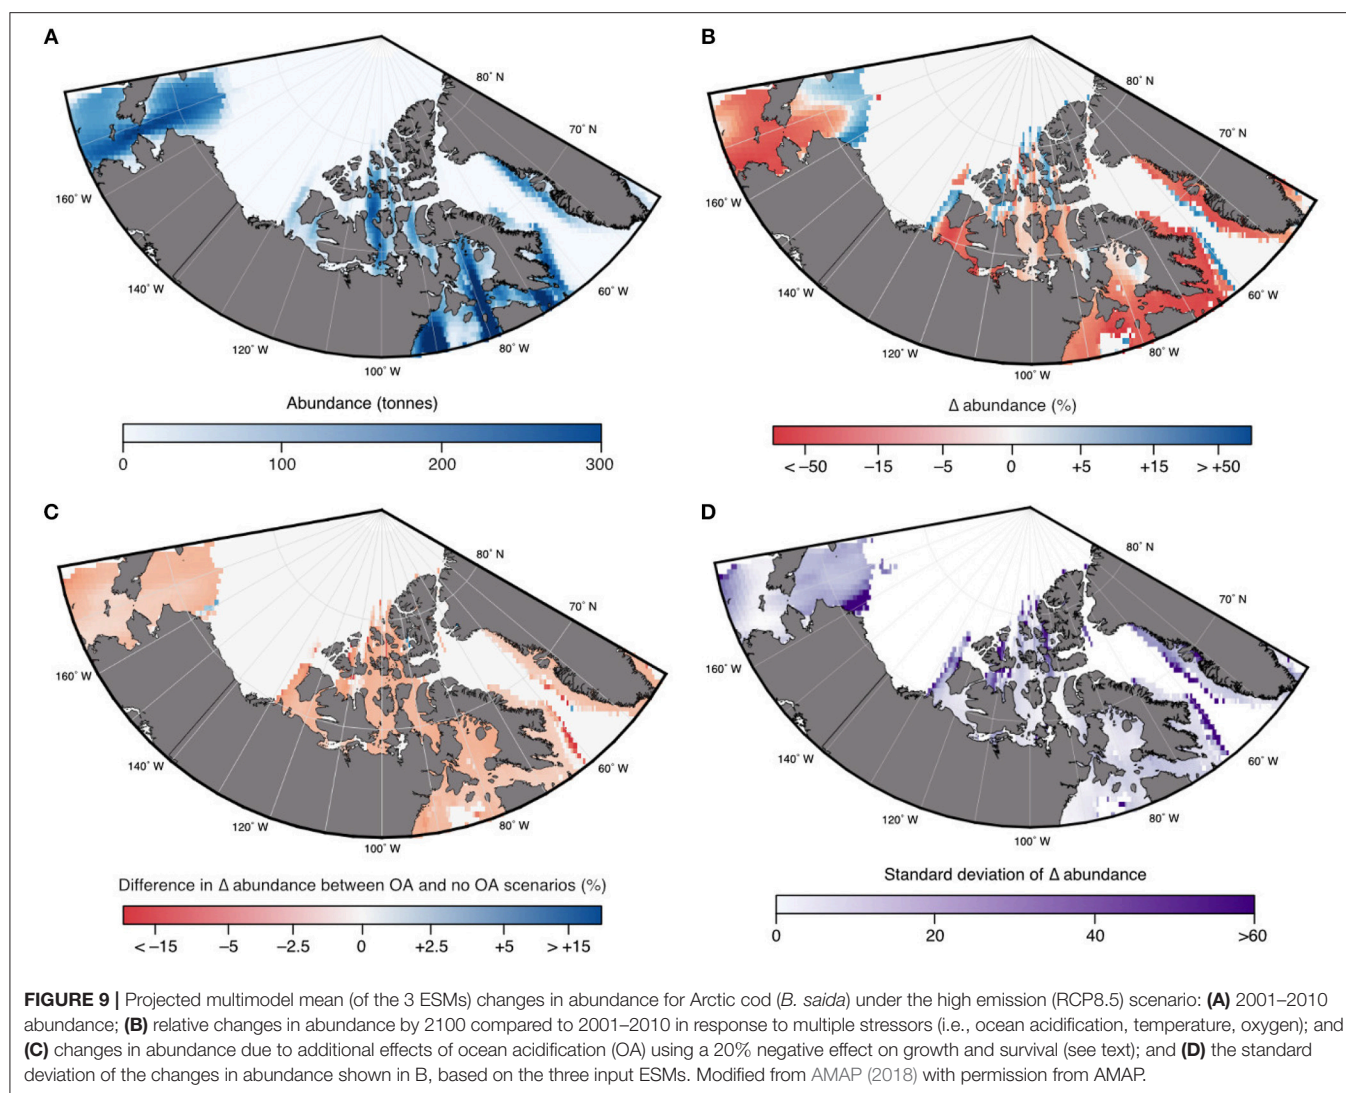 A
80° N
70° N
160° W
60° W
140° W
80° W
120° W
100° W
Abundance (tonnes)
0 100 200 300
B
80° N
70° N
160° W
60° W
140° W
80° W
120° W
100° W
Δ abundance (%)
< –50 –15 –5 0 +5 +15 > +50
C
80° N
70° N
160° W
60° W
140° W
80° W
120° W
100° W
Difference in Δ abundance between OA and no OA scenarios (%)
< –15 –5 –2.5 0 +2.5 +5 > +15
D
80° N
70° N
160° W
60° W
140° W
80° W
120° W
100° W
Standard deviation of Δ abundance
0 20 40 >60
FIGURE 9 | Projected multimodel mean (of the 3 ESMs) changes in abundance for Arctic cod (B. saida) under the high emission (RCP8.5) scenario: (A) 2001–2010
abundance; (B) relative changes in abundance by 2100 compared to 2001–2010 in response to multiple stressors (i.e., ocean acidification, temperature, oxygen); and
(C) changes in abundance due to additional effects of ocean acidification (OA) using a 20% negative effect on growth and survival (see text); and (D) the standard
deviation of the changes in abundance shown in B, based on the three input ESMs. Modified from AMAP (2018) with permission from AMAP.